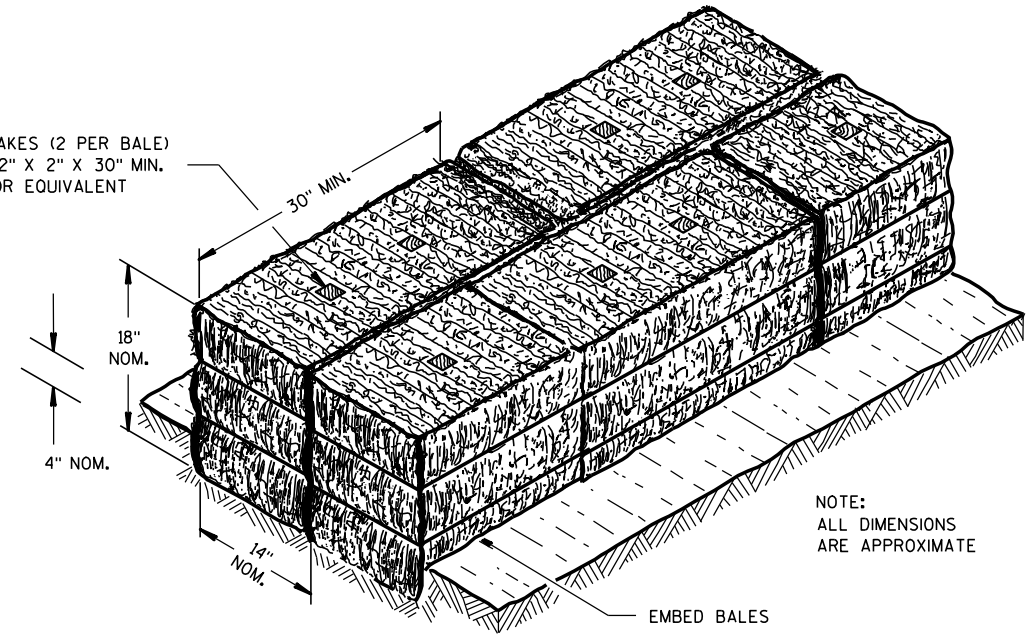 AKES (2 PER BALE)
2" X 2" X 30" MIN.
OR EQUIVALENT
30" MIN.
18"
NOM.
4" NOM.
14"
NOM.
NOTE:
ALL DIMENSIONS
ARE APPROXIMATE
EMBED BALES